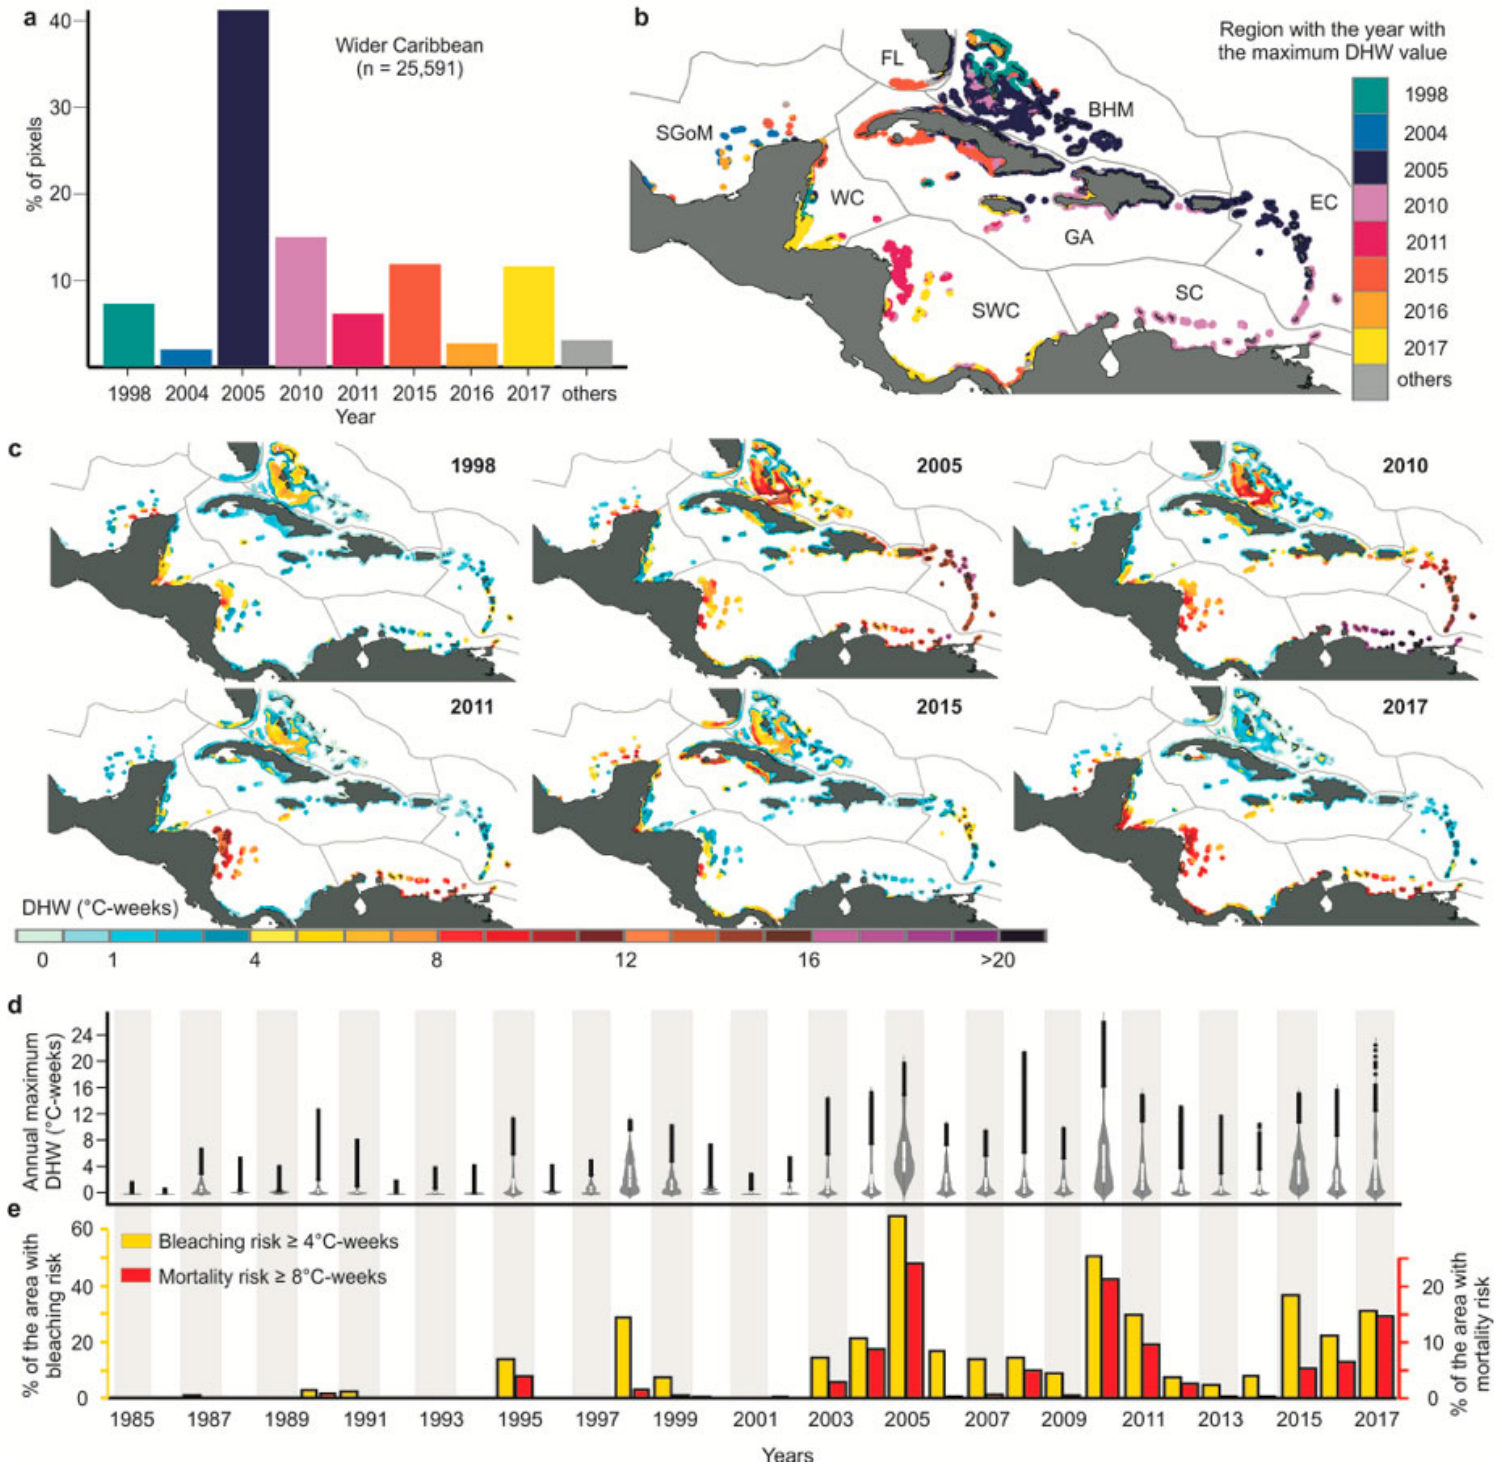 a
40
30
20
10
% of pixels
Wider Caribbean
(n = 25,591)
1998 2004 2005 2010 2011 2015 2016 2017 others
Year
b
Region with the year with
the maximum DHW value
FL
BHM
SGoM
WC
EC
GA
SC
SWC
1998
2004
2005
2010
2011
2015
2016
2017
others
c
1998
2005
2010
2011
2015
2017
DHW (°C-weeks)
0 1 4 8 12 16 >20
d
Annual maximum
DHW (°C-weeks)
24
20
16
12
8
4
0
e
% of the area with
bleaching risk
60
40
20
0
Bleaching risk ≥ 4°C-weeks
Mortality risk ≥ 8°C-weeks
20
10
0
% of the area with
mortality risk
1985 1987 1989 1991 1993 1995 1997 1999 2001 2003 2005 2007 2009 2011 2013 2015 2017
Years